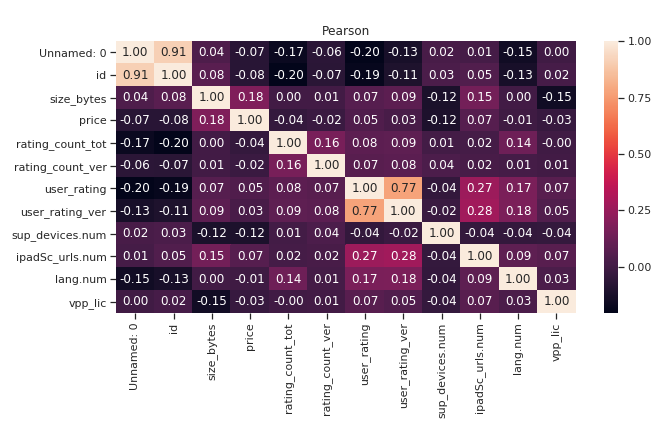 Pearson
Unnamed: 0 1.00 0.91 0.04 -0.07 -0.17 -0.06 -0.20 -0.13 0.02 0.01 -0.15 0.00
id 0.91 1.00 0.08 -0.08 -0.20 -0.07 -0.19 -0.11 0.03 0.05 -0.13 0.02
size_bytes 0.04 0.08 1.00 0.18 0.00 0.01 0.07 0.09 -0.12 0.15 0.00 -0.15
price -0.07 -0.08 0.18 1.00 -0.04 -0.02 0.05 0.03 -0.12 0.07 -0.01 -0.03
rating_count_tot -0.17 -0.20 0.00 -0.04 1.00 0.16 0.08 0.09 0.01 0.02 0.14 -0.00
rating_count_ver -0.06 -0.07 0.01 -0.02 0.16 1.00 0.07 0.08 0.04 0.02 0.01 0.01
user_rating -0.20 -0.19 0.07 0.05 0.08 0.07 1.00 0.77 -0.04 0.27 0.17 0.07
user_rating_ver -0.13 -0.11 0.09 0.03 0.09 0.08 0.77 1.00 -0.02 0.28 0.18 0.05
sup_devices.num 0.02 0.03 -0.12 -0.12 0.01 0.04 -0.04 -0.02 1.00 -0.04 -0.04 -0.04
ipadSc_urls.num 0.01 0.05 0.15 0.07 0.02 0.02 0.27 0.28 -0.04 1.00 0.09 0.07
lang.num -0.15 -0.13 0.00 -0.01 0.14 0.01 0.17 0.18 -0.04 0.09 1.00 0.03
vpp_lic 0.00 0.02 -0.15 -0.03 -0.00 0.01 0.07 0.05 -0.04 0.07 0.03 1.00
Unnamed: 0
id
size_bytes
price
rating_count_tot
rating_count_ver
user_rating
user_rating_ver
sup_devices.num
ipadSc_urls.num
lang.num
vpp_lic
1.00
0.75
0.50
0.25
0.00